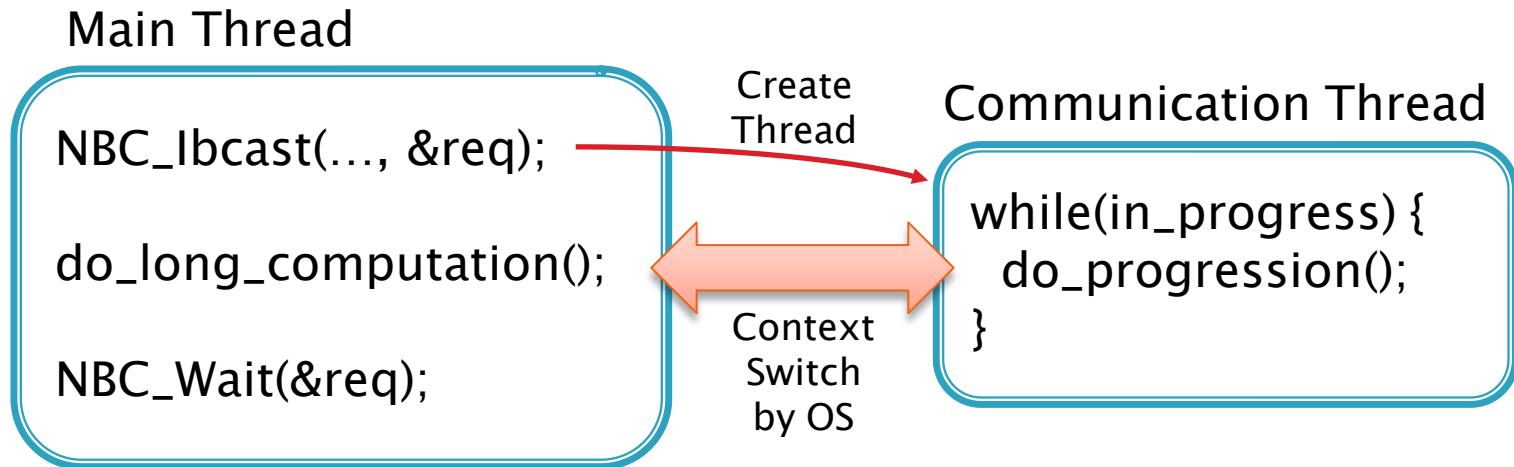 Main Thread
NBC_Ibcast(…, &req);
do_long_computation();
NBC_Wait(&req);
Create
Thread
Context
Switch
by OS
Communication Thread
while(in_progress) {
do_progression();
}